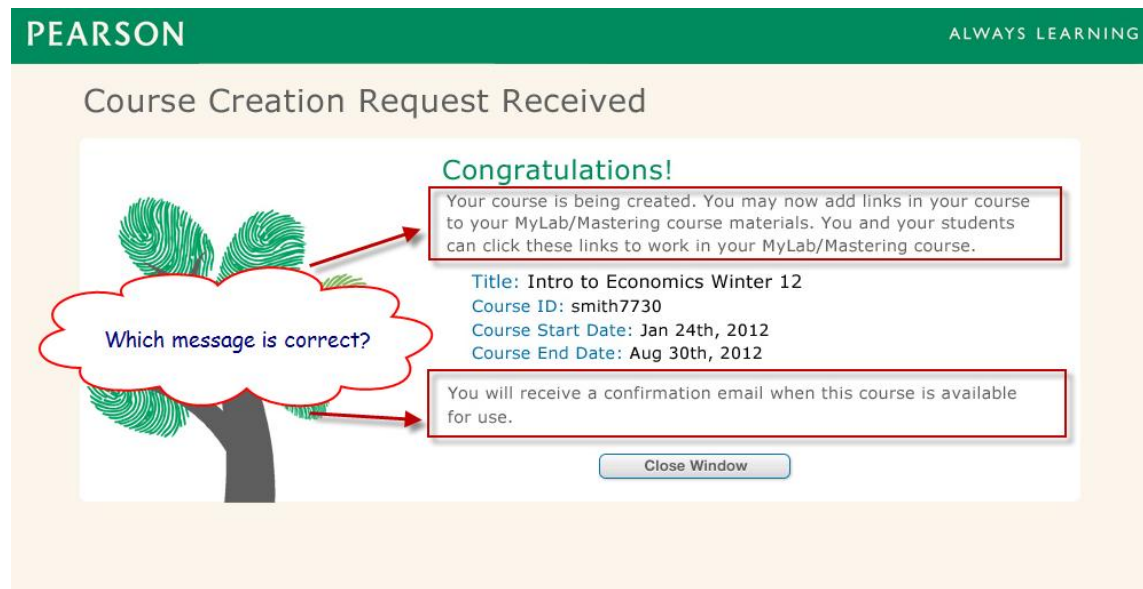 PEARSON
ALWAYS LEARNING
Course Creation Request Received
Congratulations!
Your course is being created. You may now add links in your course
to your MyLab/Mastering course materials. You and your students
can click these links to work in your MyLab/Mastering course.
Title: Intro to Economics Winter 12
Course ID: smith7730
Course Start Date: Jan 24th, 2012
Course End Date: Aug 30th, 2012
Which message is correct?
You will receive a confirmation email when this course is available
for use.
Close Window